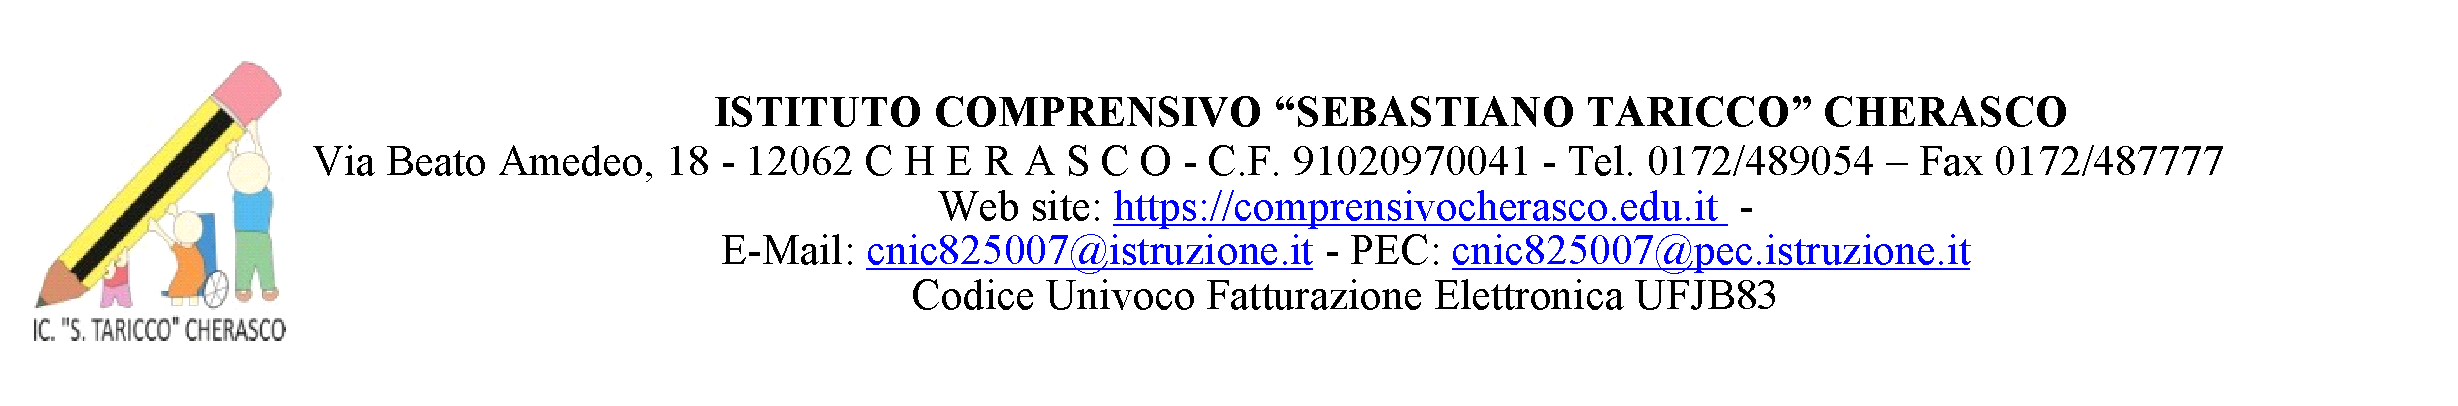 ISTITUTO COMPRENSIVO “SEBASTIANO TARICCO” CHERASCO
Via Beato Amedeo, 18 - 12062 C H E R A S C O - C.F. 91020970041 - Tel. 0172/489054 – Fax 0172/487777
Web site: https://comprensivocherasco.edu.it -
E-Mail: cnic825007@istruzione.it - PEC: cnic825007@pec.istruzione.it
Codice Univoco Fatturazione Elettronica UFJB83
IC. "S. TARICCO" CHERASCO